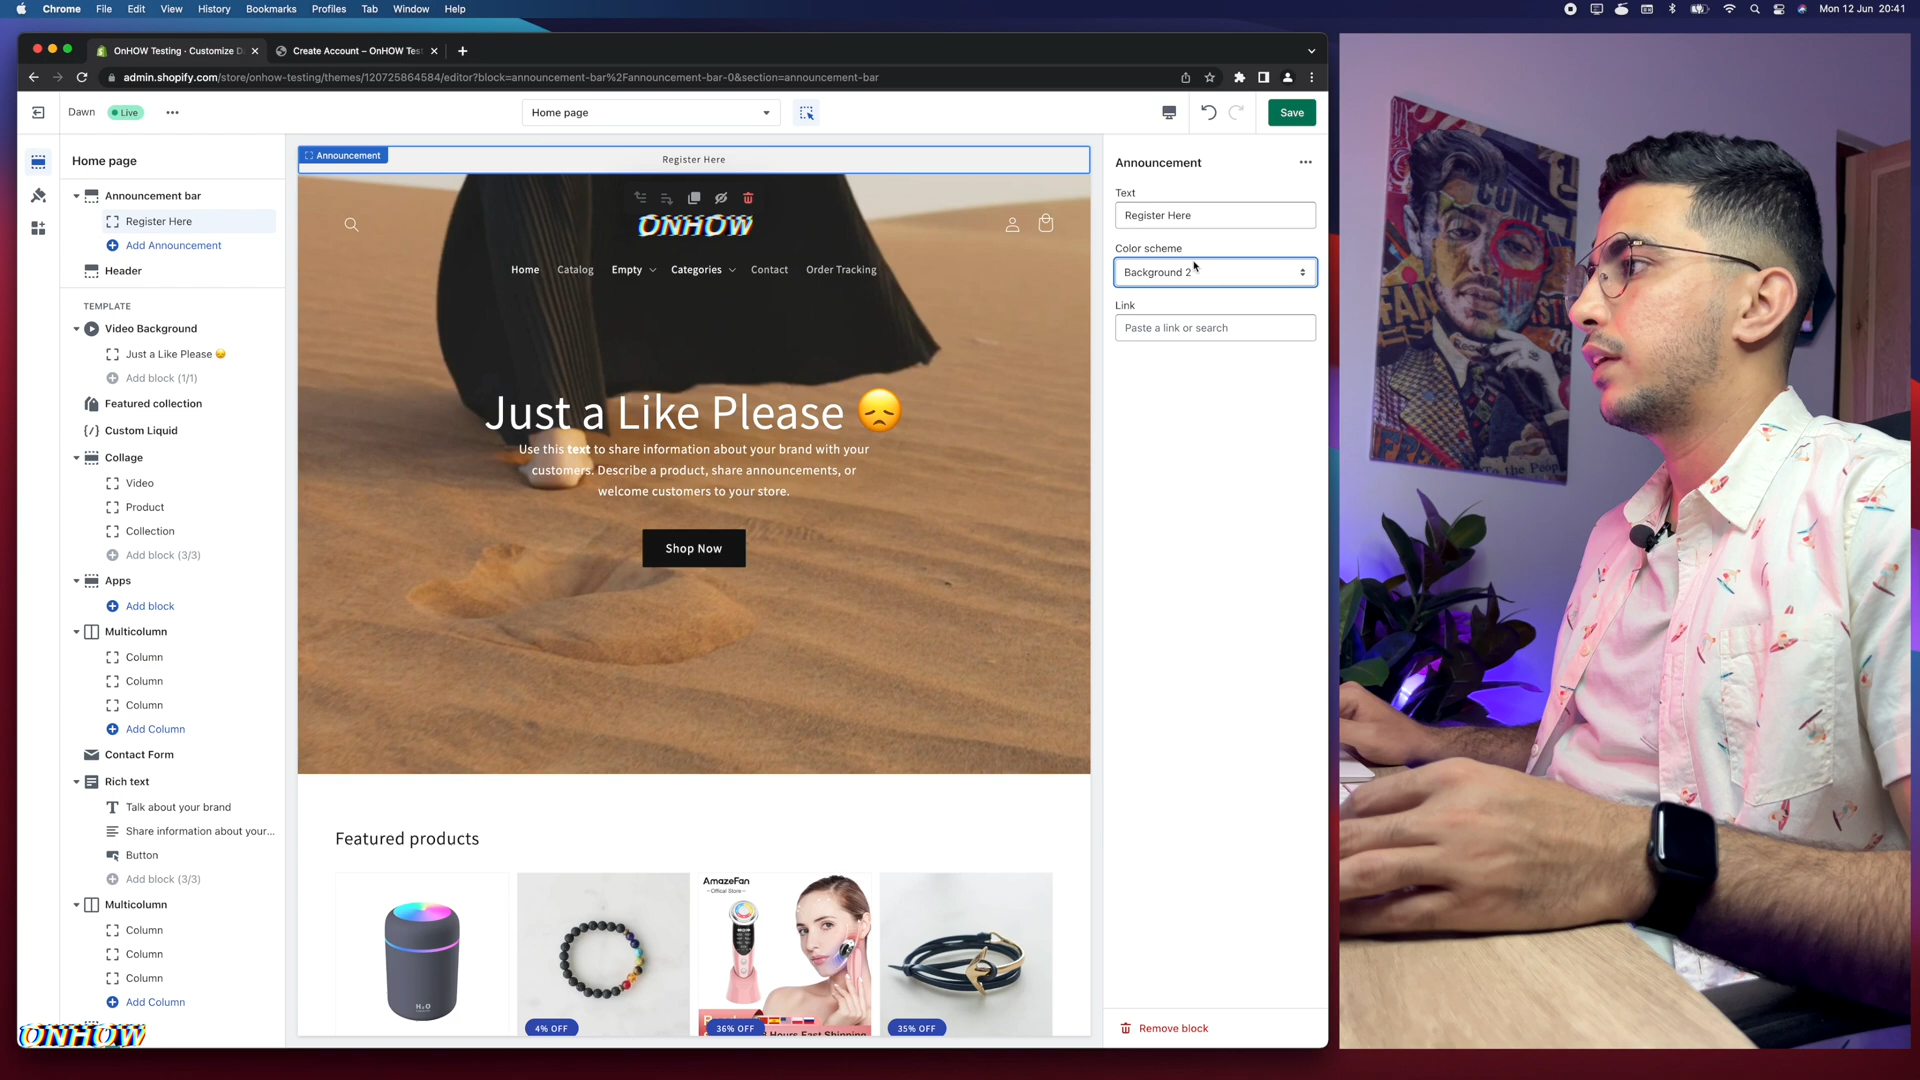 Chrome File Edit View History Bookmarks Profiles Tab Window Help Mon 12 Jun 20:41
OnHOW Testing · Customize D
Create Account – OnHOW Tes
admin.shopify.com/store/onhow-testing/themes/120725864584/editor?block=announcement-bar%2Fannouncement-bar-0&section=announcement-bar
Dawn Live
Home page
Save
Home page
Announcement bar
Register Here
Add Announcement
Header
TEMPLATE
Video Background
Just a Like Please 😞
Add block (1/1)
Featured collection
Custom Liquid
Collage
Video
Product
Collection
Add block (3/3)
Apps
Add block
Multicolumn
Column
Column
Column
Add Column
Contact Form
Rich text
Talk about your brand
Share information about your...
Button
Add block (3/3)
Multicolumn
Column
Column
Column
Add Column
ONHOW
Announcement
Register Here
ONHOW
Home Catalog Empty Categories Contact Order Tracking
Just a Like Please 😞
Use this text to share information about your brand with your
customers. Describe a product, share announcements, or
welcome customers to your store.
Shop Now
Featured products
H₂O
4% OFF
AmazeFan
Official Store
36% OFF
Hours Fast Shipping
35% OFF
Announcement
Text
Register Here
Color scheme
Background 2
Link
Paste a link or search
Remove block